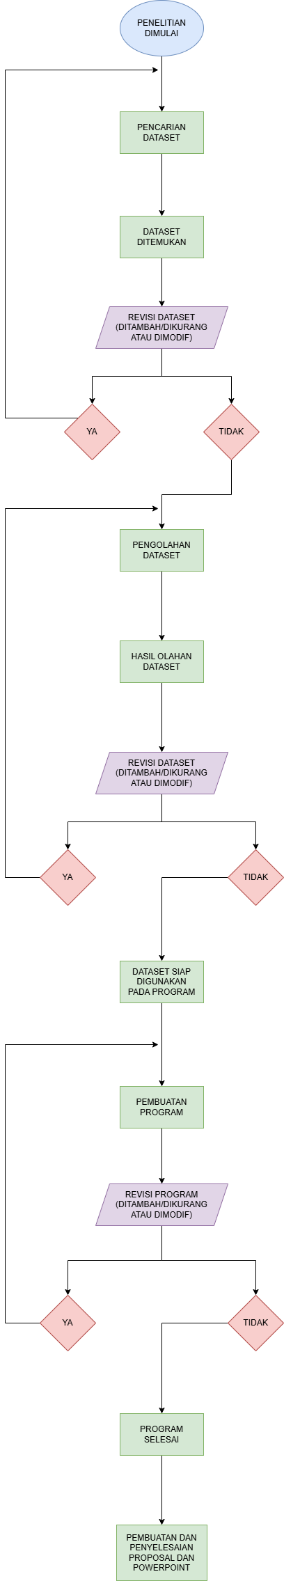 PENELITIAN
DIMULAI
PENCARIAN
DATASET
DATASET
DITEMUKAN
REVISI DATASET
(DITAMBAH/DIKURANG
ATAU DIMODIF)
YA
TIDAK
PENGOLAHAN
DATASET
HASIL OLAHAN
DATASET
REVISI DATASET
(DITAMBAH/DIKURANG
ATAU DIMODIF)
YA
TIDAK
DATASET SIAP
DIGUNAKAN
PADA PROGRAM
PEMBUATAN
PROGRAM
REVISI PROGRAM
(DITAMBAH/DIKURANG
ATAU DIMODIF)
YA
TIDAK
PROGRAM
SELESAI
PEMBUATAN DAN
PENYELESAIAN
PROPOSAL DAN
POWERPOINT